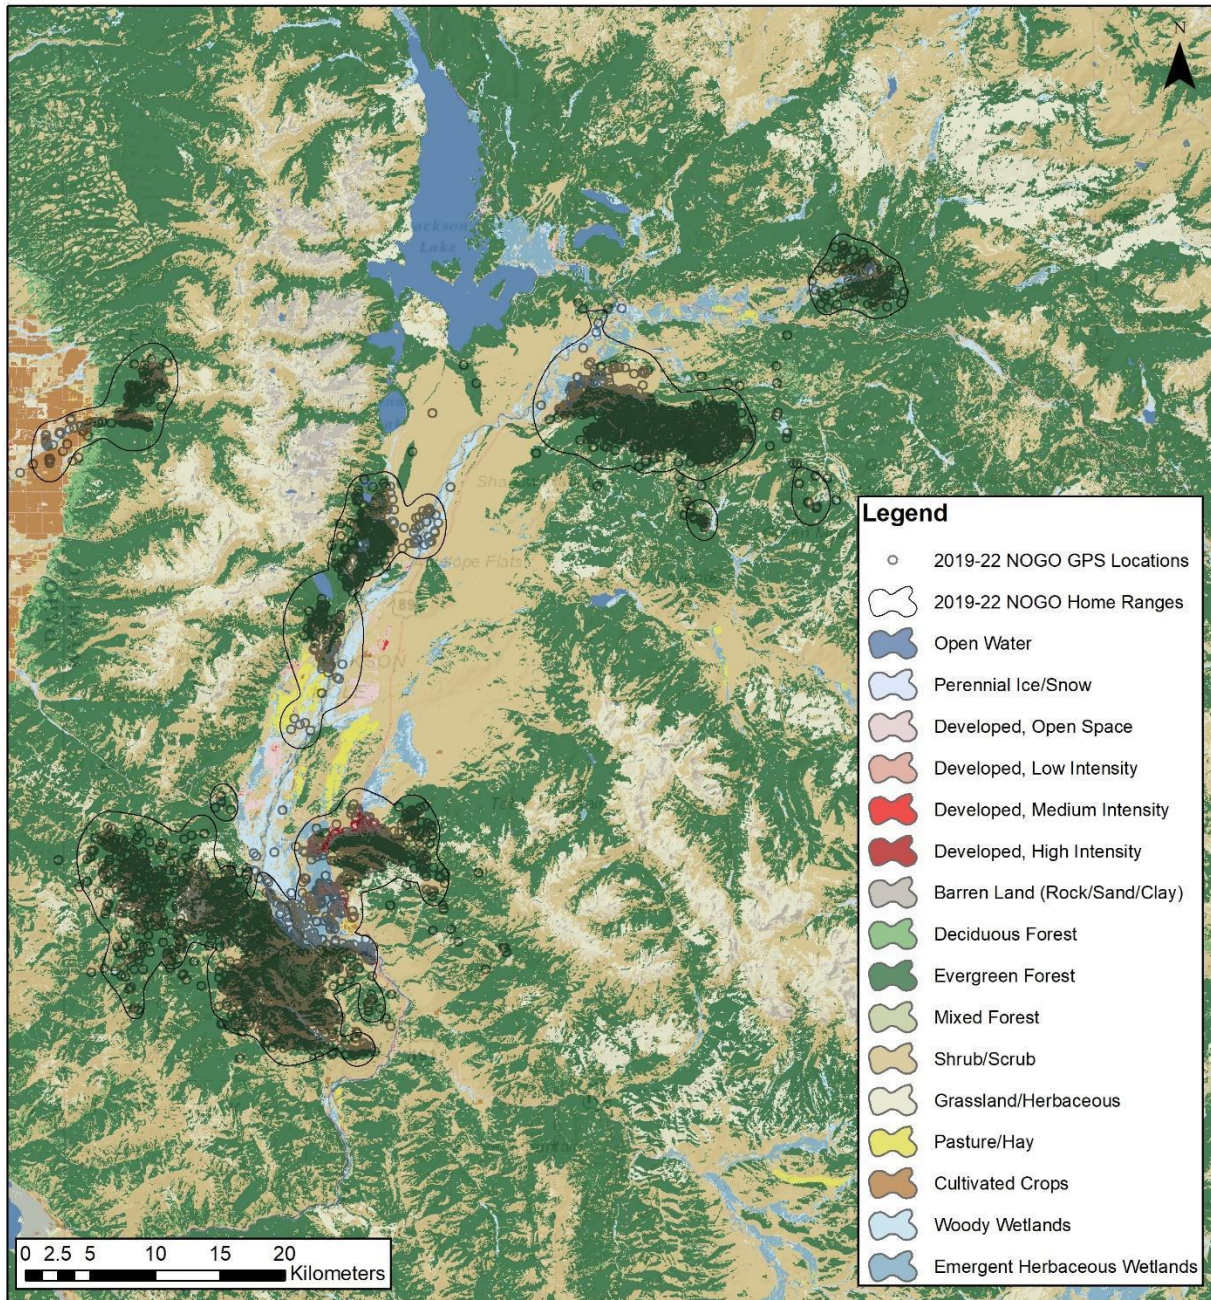 N
Jackson
Lake
89
Legend
2019-22 NOGO GPS Locations
2019-22 NOGO Home Ranges
Open Water
Perennial Ice/Snow
Developed, Open Space
Developed, Low Intensity
Developed, Medium Intensity
Developed, High Intensity
Barren Land (Rock/Sand/Clay)
Deciduous Forest
Evergreen Forest
Mixed Forest
Shrub/Scrub
Grassland/Herbaceous
Pasture/Hay
Cultivated Crops
Woody Wetlands
Emergent Herbaceous Wetlands
0 2.5 5 10 15 20
Kilometers